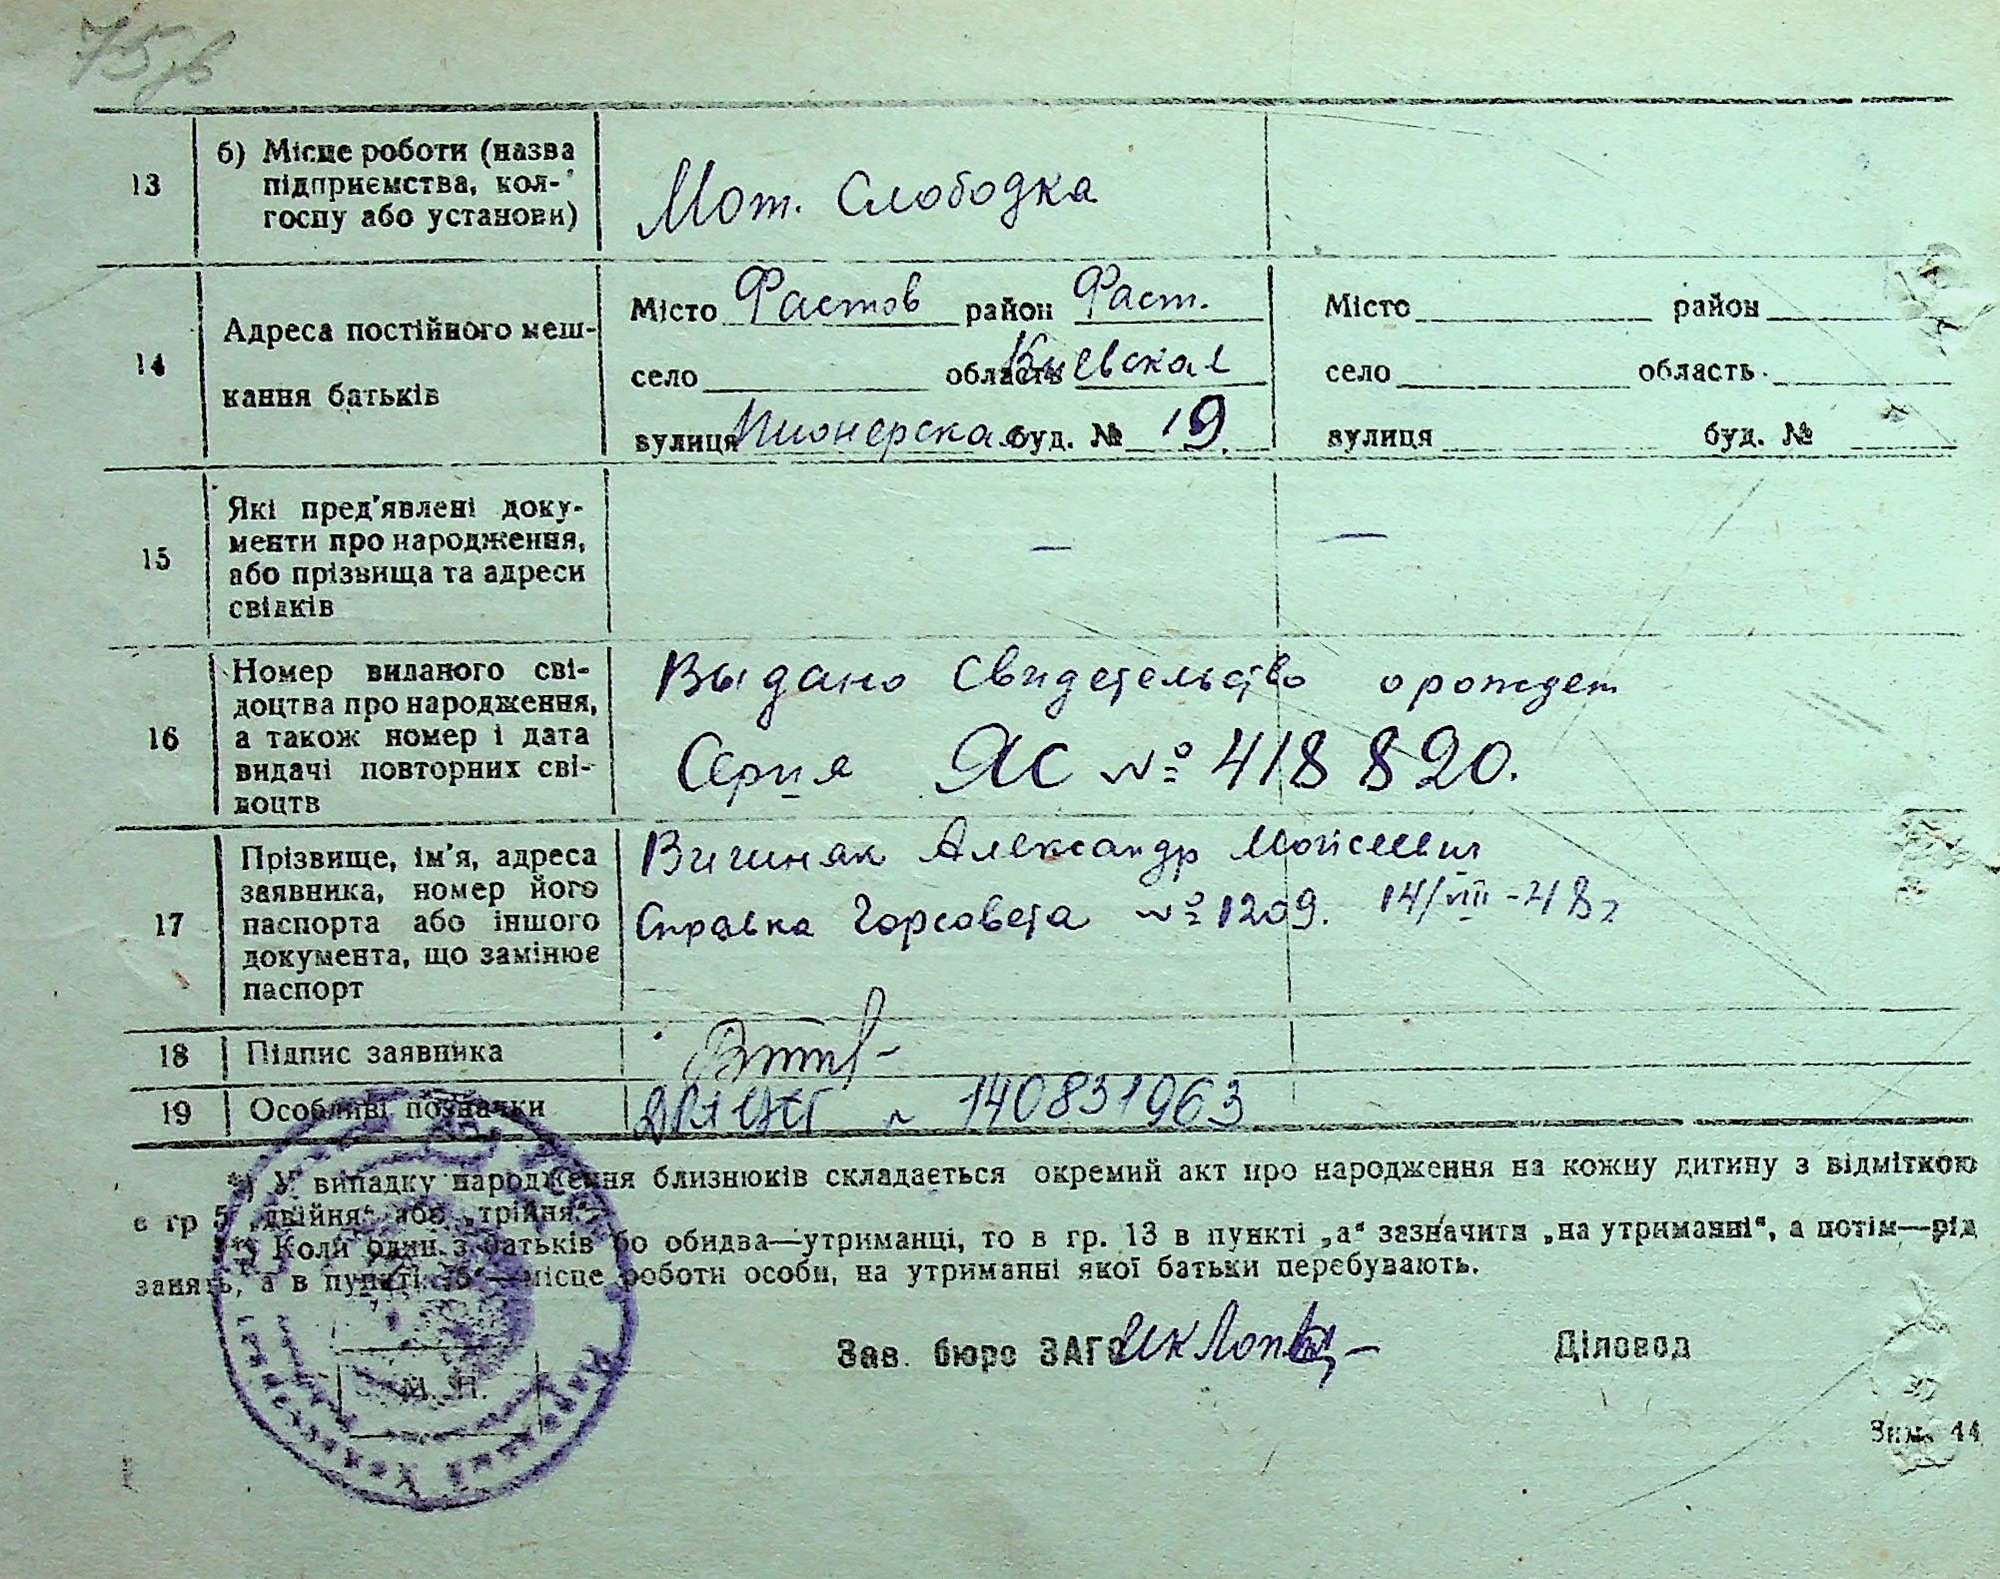 13
б) Місце роботи (назва
підприємства, кол-
госпу або установи)
Мот. Слободка
14
Адреса постійного меш-
кання батьків
Місто Фастов район Фаст.
село область Киевская
вулиця Пионерская буд. № 19.
Місто район
село область
вулиця буд. №
15
Які пред'явлені доку-
менти про народження,
або прізвища та адреси
свідків
— —
16
Номер виданого сві-
доцтва про народження,
а також номер і дата
видачі повторних сві-
доцтв
Выдано Свидетельство о рождет
Серия ЯС № 418820.
17
Прізвище, ім'я, адреса
заявника, номер його
паспорта або іншого
документа, що замінює
паспорт
Александр Мойсеевич
Справка Горсовета № 1209. 14/VIII-48г
18
Підпис заявника
19
Особливі позначки
140831963
*) У випадку народження близнюків складається окремий акт про народження на кожну дитину з відміткою
в гр 5 „двійня“ або „трійня“.
**) Коли один з батьків бо обидва—утриманці, то в гр. 13 в пункті „а“ зазначити „на утриманні“, а потім—рід
занять, а в пункті „б“—місце роботи особи, на утриманні якої батьки перебувають.
Зав. бюро ЗАГС
Діловод
М. П.
Зам. 44